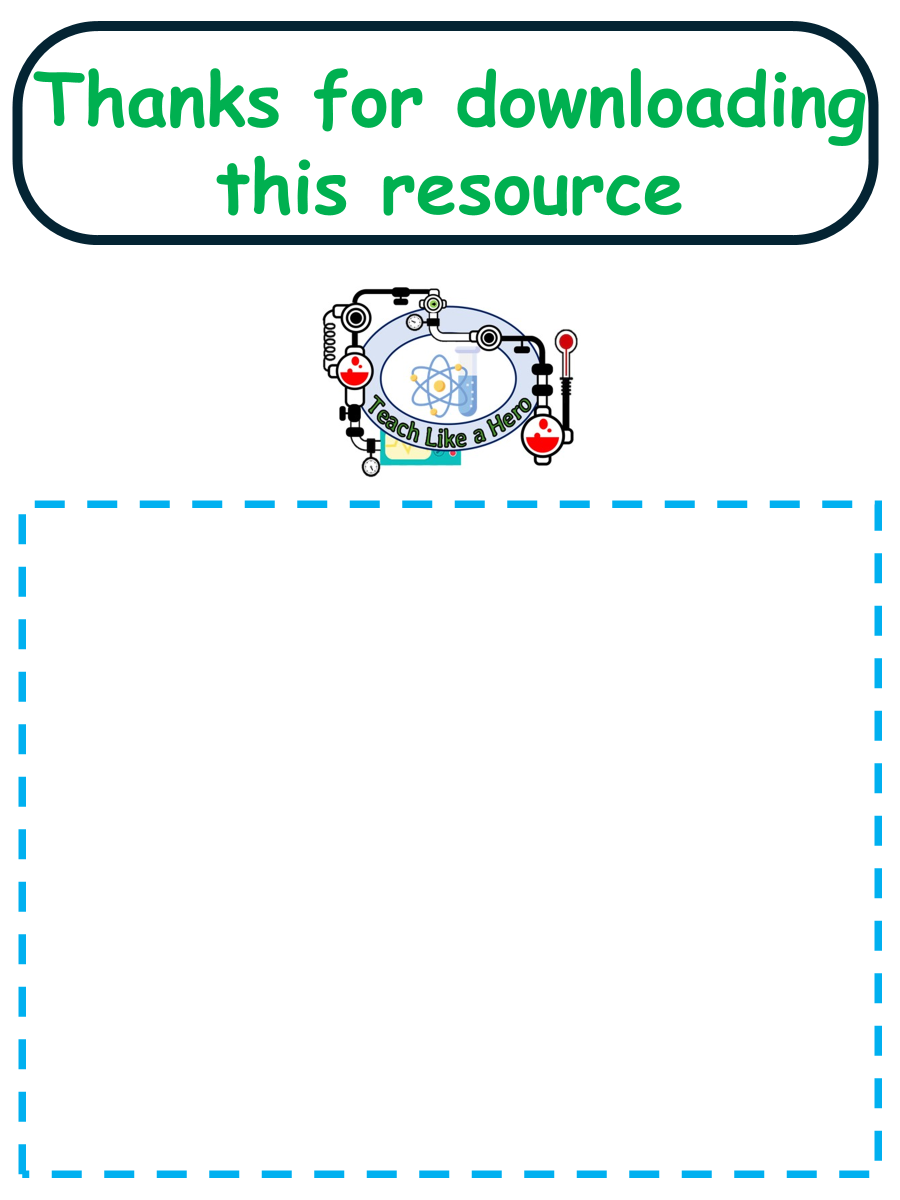 Thanks for downloading
this resource
Teach Like a Hero